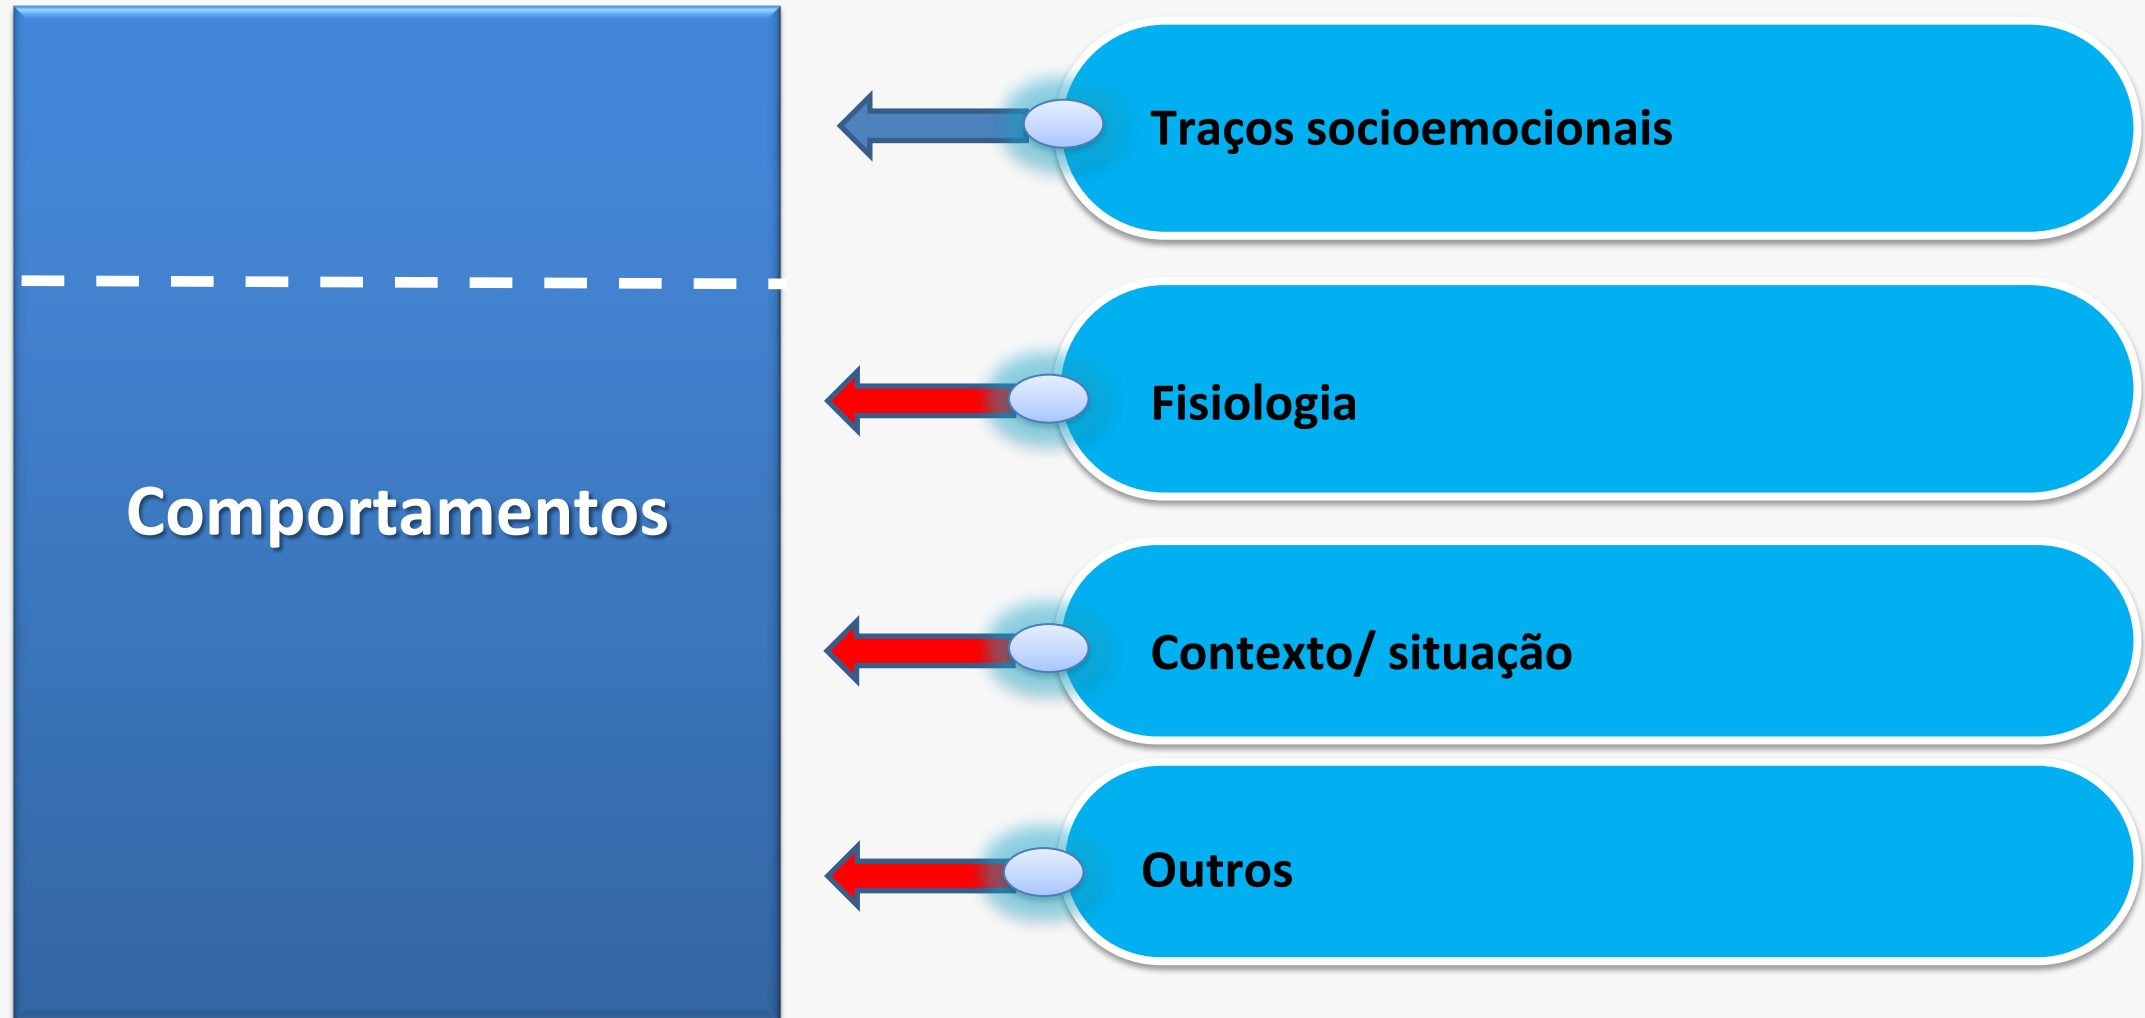 Traços socioemocionais
Fisiologia
Comportamentos
Contexto/ situação
Outros